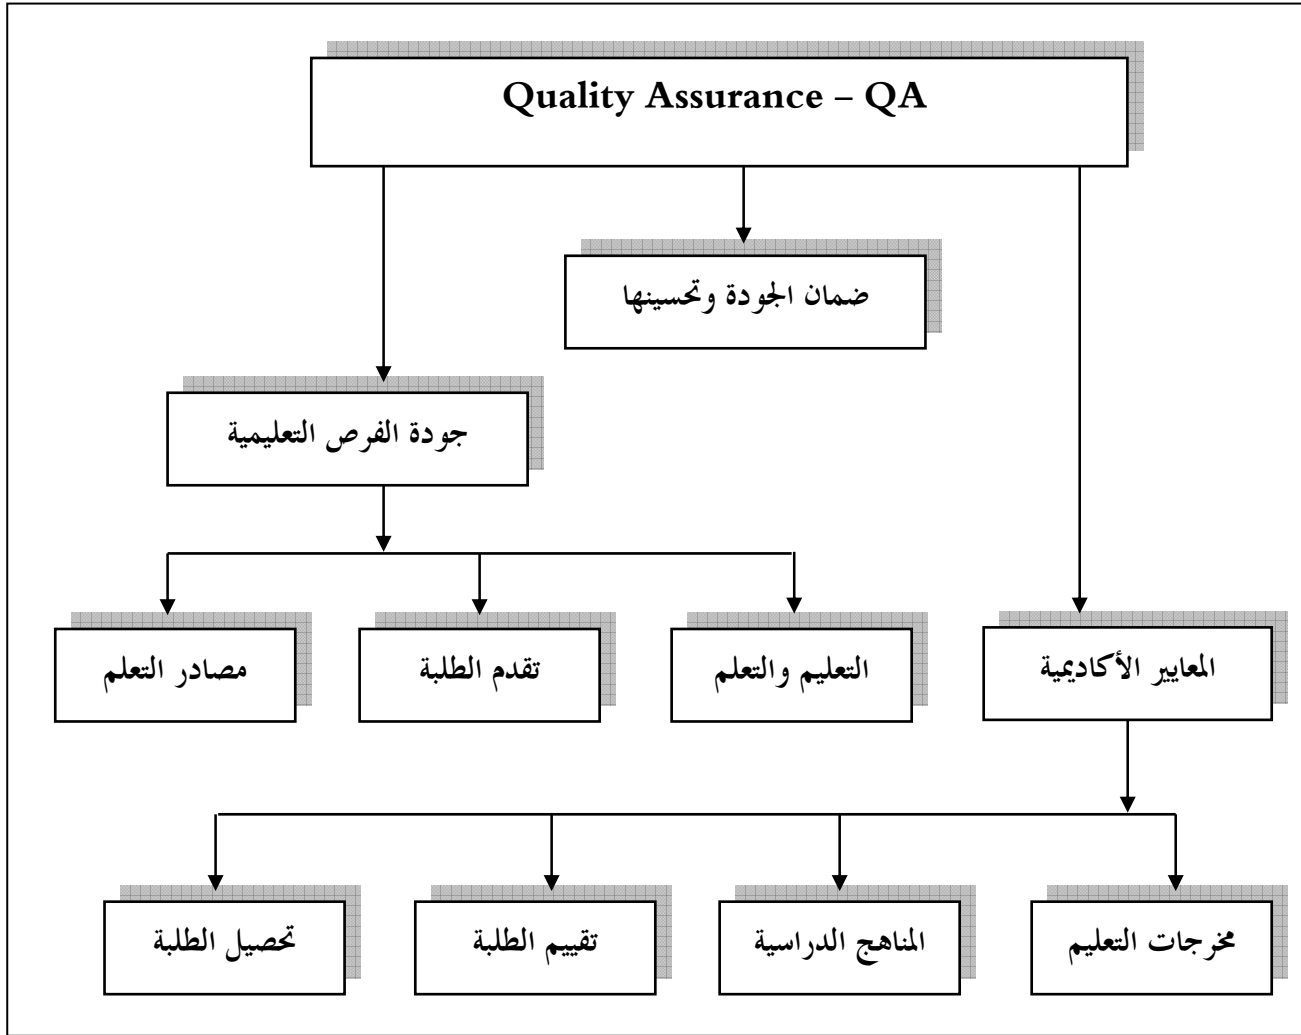 Quality Assurance – QA
ضمان الجودة وتحسينها
جودة الفرص التعليمية
المعايير الأكاديمية
التعليم والتعلم
تقدم الطلبة
مصادر التعلم
مخرجات التعليم
المناهج الدراسية
تقييم الطلبة
تحصيل الطلبة